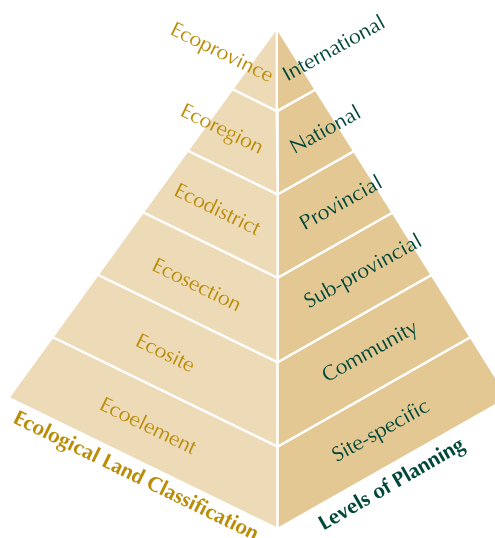 Ecoprovince
International
Ecoregion
National
Ecodistrict
Provincial
Ecosection
Sub-provincial
Ecosite
Community
Ecoelement
Site-specific
Ecological Land Classification
Levels of Planning